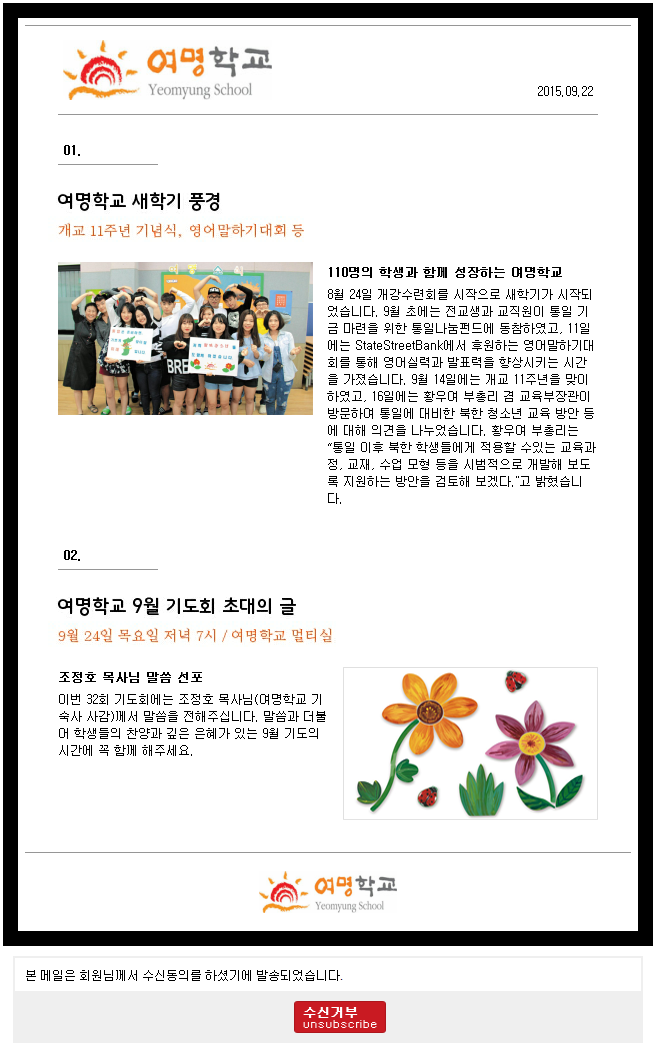 여명학교
Yeomyung School
2015.09.22
01.
여명학교 새학기 풍경
개교 11주년 기념식, 영어말하기대회 등
110명의 학생과 함께 성장하는 여명학교
8월 24일 개강수련회를 시작으로 새학기가 시작되
었습니다. 9월 초에는 전교생과 교직원이 통일 기
금 마련을 위한 통일나눔펀드에 동참하였고, 11일
에는 StateStreetBank에서 후원하는 영어말하기대
회를 통해 영어실력과 발표력을 향상시키는 시간
을 가졌습니다. 9월 14일에는 개교 11주년을 맞이
하였고, 16일에는 황우여 부총리 겸 교육부장관이
방문하여 통일에 대비한 북한 청소년 교육 방안 등
에 대해 의견을 나누었습니다. 황우여 부총리는
“통일 이후 북한 학생들에게 적용할 수있는 교육과
정, 교재, 수업 모형 등을 시범적으로 개발해 보도
록 지원하는 방안을 검토해 보겠다.”고 밝혔습니
다.
02.
여명학교 9월 기도회 초대의 글
9월 24일 목요일 저녁 7시 / 여명학교 멀티실
조정호 목사님 말씀 선포
이번 32회 기도회에는 조정호 목사님(여명학교 기
숙사 사감)께서 말씀을 전해주십니다. 말씀과 더불
어 학생들의 찬양과 깊은 은혜가 있는 9월 기도의
시간에 꼭 함께 해주세요.
여명학교
Yeomyung School
본 메일은 회원님께서 수신동의를 하셨기에 발송되었습니다.
수신거부
unsubscribe